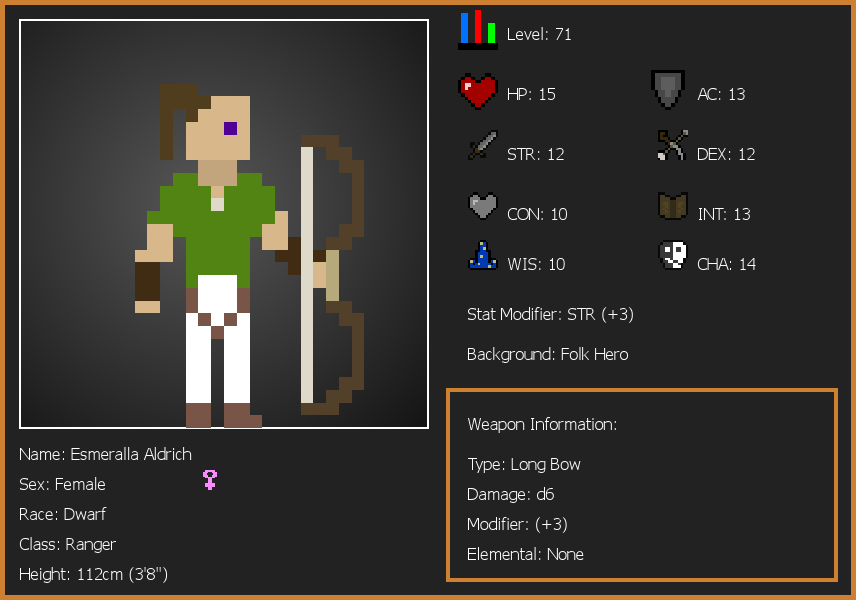 Level: 71
HP: 15
AC: 13
STR: 12
DEX: 12
CON: 10
INT: 13
WIS: 10
CHA: 14
Stat Modifier: STR (+3)
Background: Folk Hero
Weapon Information:
Type: Long Bow
Damage: d6
Modifier: (+3)
Elemental: None
Name: Esmeralla Aldrich
Sex: Female
Race: Dwarf
Class: Ranger
Height: 112cm (3'8")